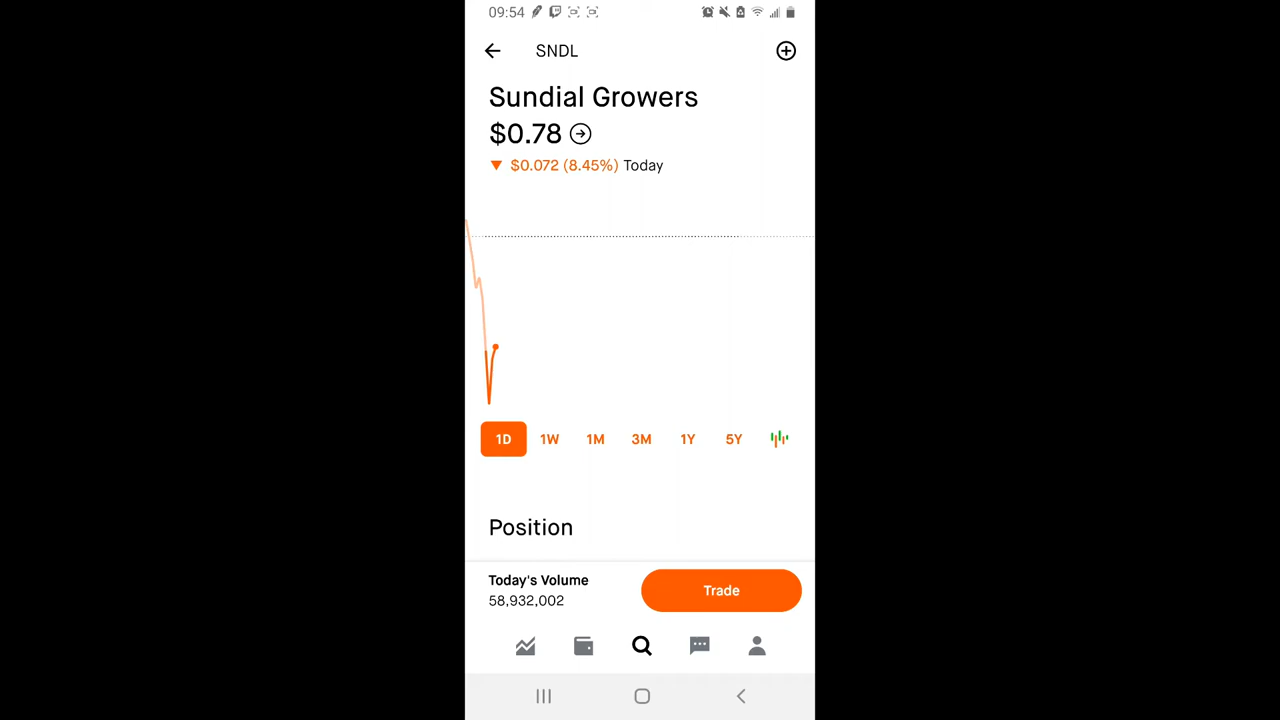 09:54
SNDL
Sundial Growers
$0.78
▼ $0.072 (8.45%) Today
1D 1W 1M 3M 1Y 5Y
Position
Today's Volume
58,932,002
Trade